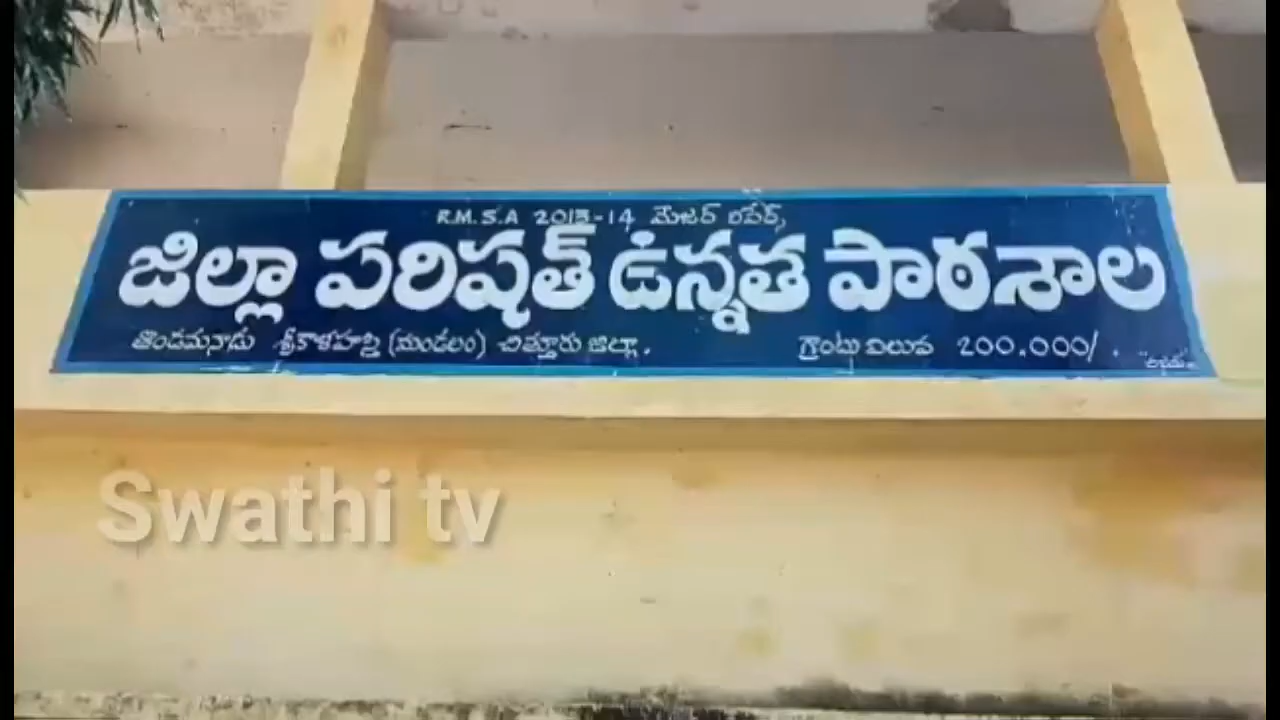 R.M.S.A 2013-14 మేజర్ రిపేర్స్
జిల్లా పరిషత్ ఉన్నత పాఠశాల
తొండమనాడు శ్రీకాళహస్తి (మండలం) చిత్తూరు జిల్లా.
గ్రాంటు విలువ 200.000/.
Swathi tv